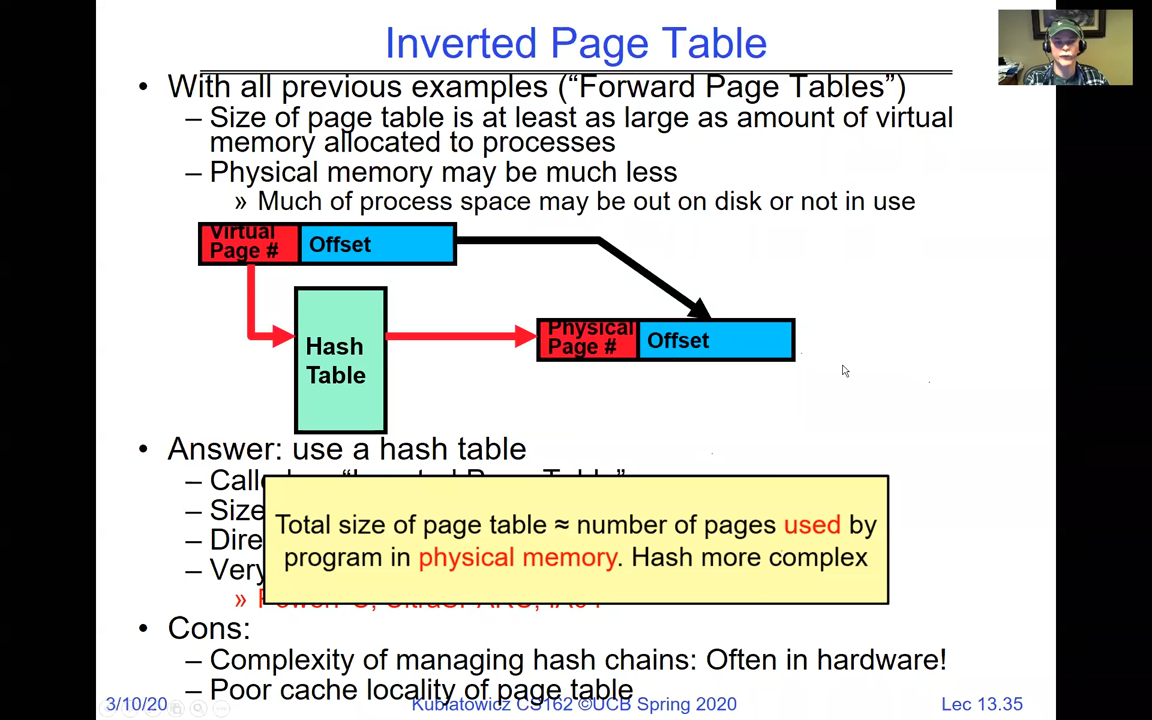 Inverted Page Table
• With all previous examples (“Forward Page Tables”)
– Size of page table is at least as large as amount of virtual
memory allocated to processes
– Physical memory may be much less
» Much of process space may be out on disk or not in use
Virtual
Page #
Offset
Hash
Table
Physical
Page #
Offset
• Answer: use a hash table
– Called an “Inverted Page Table”
– Size
– Dire
– Very
Total size of page table ≈ number of pages used by
program in physical memory. Hash more complex
• Cons:
– Complexity of managing hash chains: Often in hardware!
– Poor cache locality of page table
3/10/20
Kubiatowicz CS162 ©UCB Spring 2020
Lec 13.35